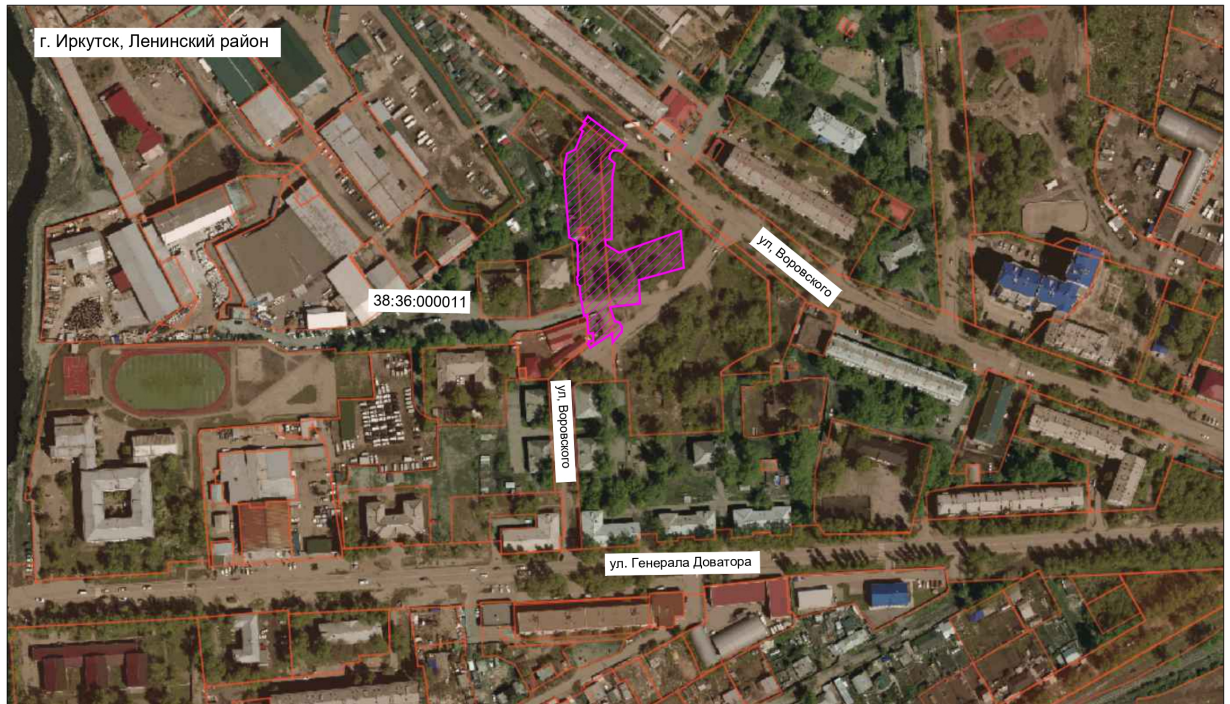 г. Иркутск, Ленинский район
ул, Воровского
38:36:000011
ул, Воровского
ул. Генерала Доватора